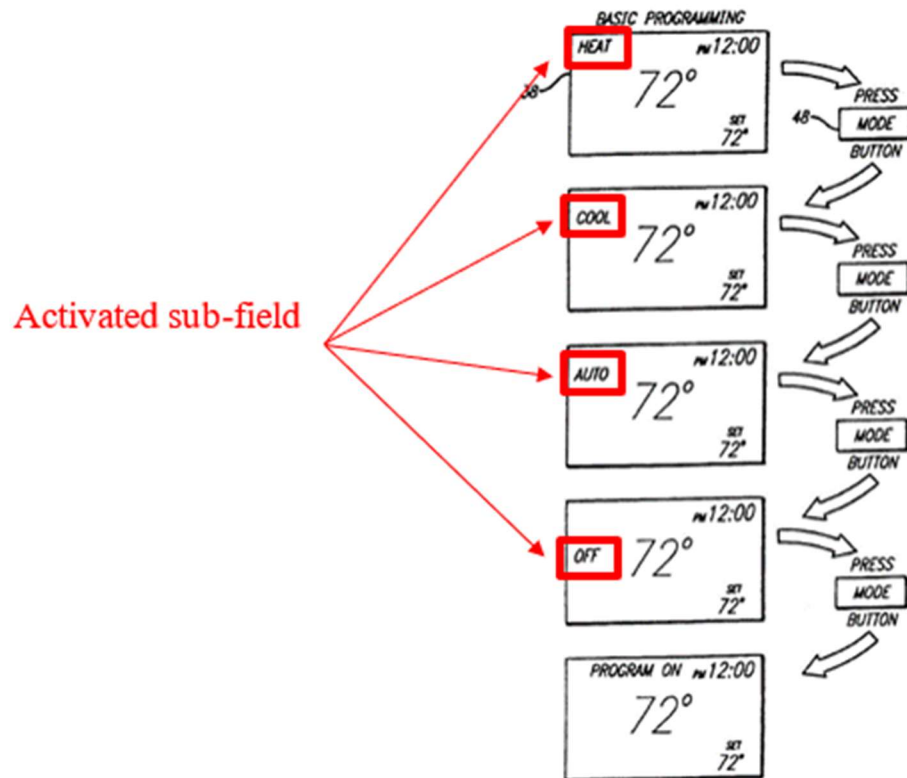 BASIC PROGRAMMING
HEAT PM 12:00
72°
38
SET
72°
PRESS
48 MODE
BUTTON
COOL PM 12:00
72°
SET
72°
PRESS
MODE
BUTTON
Activated sub-field
AUTO PM 12:00
72°
SET
72°
PRESS
MODE
BUTTON
PM 12:00
OFF 72°
SET
72°
PRESS
MODE
BUTTON
PROGRAM ON PM 12:00
72°
SET
72°